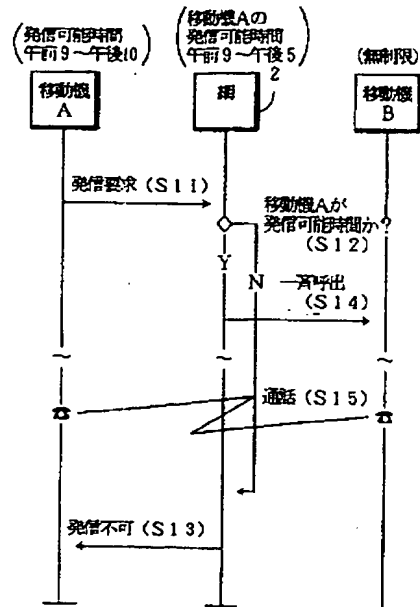 (発信可能時間
午前9~午後10)
移動機
A
(移動機Aの
発信可能時間
午前9~午後5)
2
網
(無制限)
移動機
B
発信要求(S11)
移動機Aが
発信可能時間か?
(S12)
Y
N
一斉呼出
(S14)
~
~
~
通話(S15)
発信不可(S13)